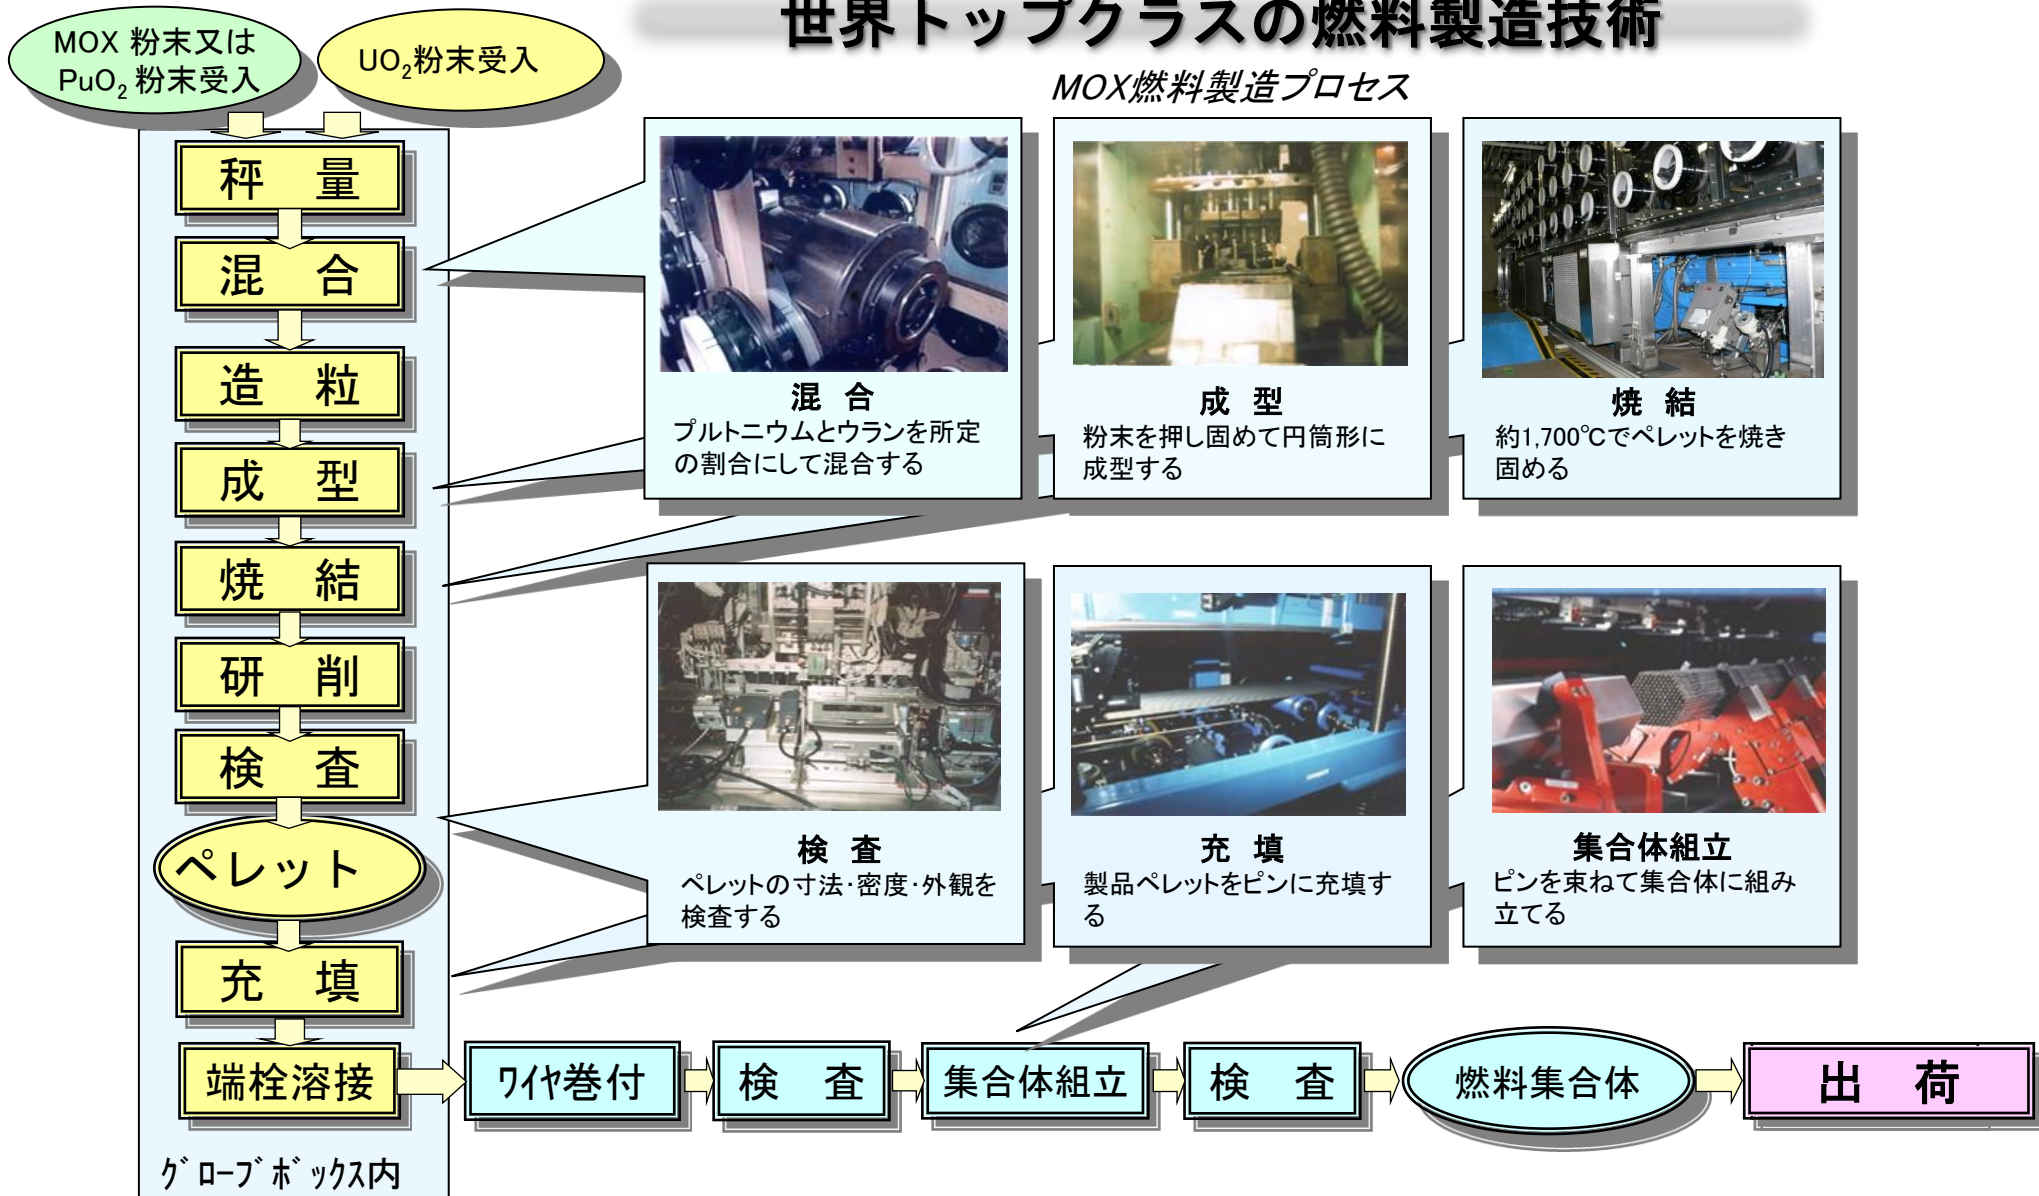 世界トップクラスの燃料製造技術
MOX燃料製造プロセス
MOX 粉末又は
PuO₂ 粉末受入
UO₂粉末受入
秤 量
混 合
造 粒
成 型
焼 結
研 削
検 査
ペレット
充 填
端栓溶接
グローブボックス内
混 合
プルトニウムとウランを所定
の割合にして混合する
成 型
粉末を押し固めて円筒形に
成型する
焼 結
約1,700℃でペレットを焼き
固める
検 査
ペレットの寸法・密度・外観を
検査する
充 填
製品ペレットをピンに充填す
る
集合体組立
ピンを束ねて集合体に組み
立てる
ワイヤ巻付
検 査
集合体組立
検 査
燃料集合体
出 荷